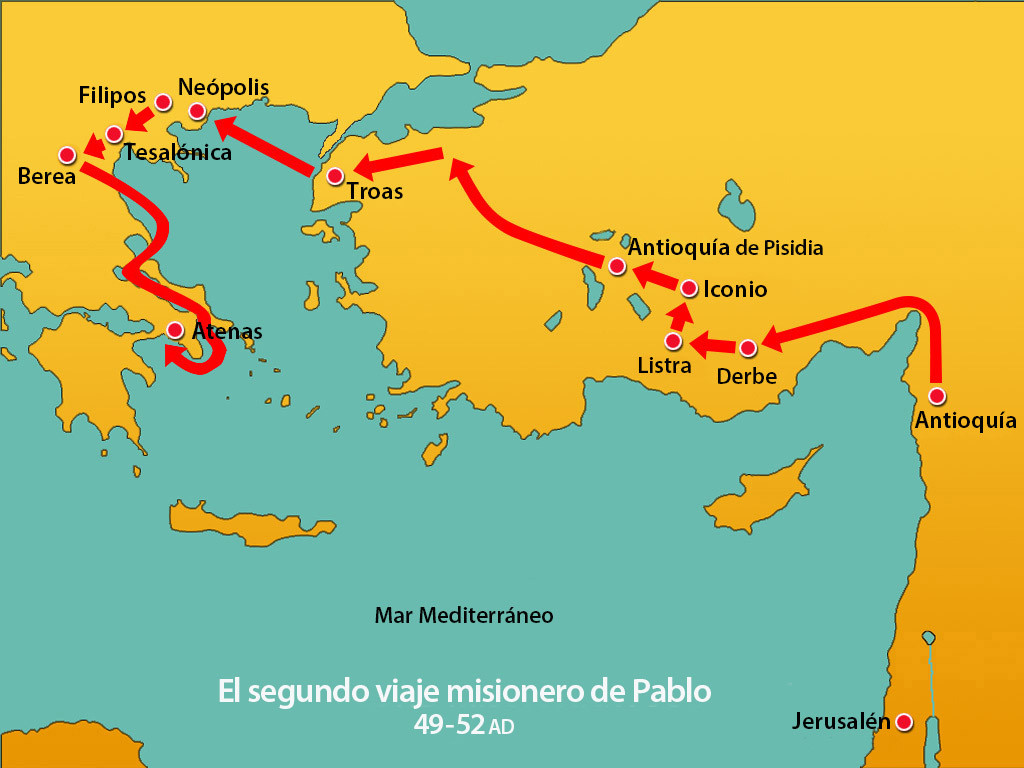 Neópolis
Filipos
Tesalónica
Berea
Troas
Antioquía de Pisidia
Iconio
Atenas
Listra
Derbe
Antioquía
Mar Mediterráneo
El segundo viaje misionero de Pablo
49-52 AD
Jerusalén